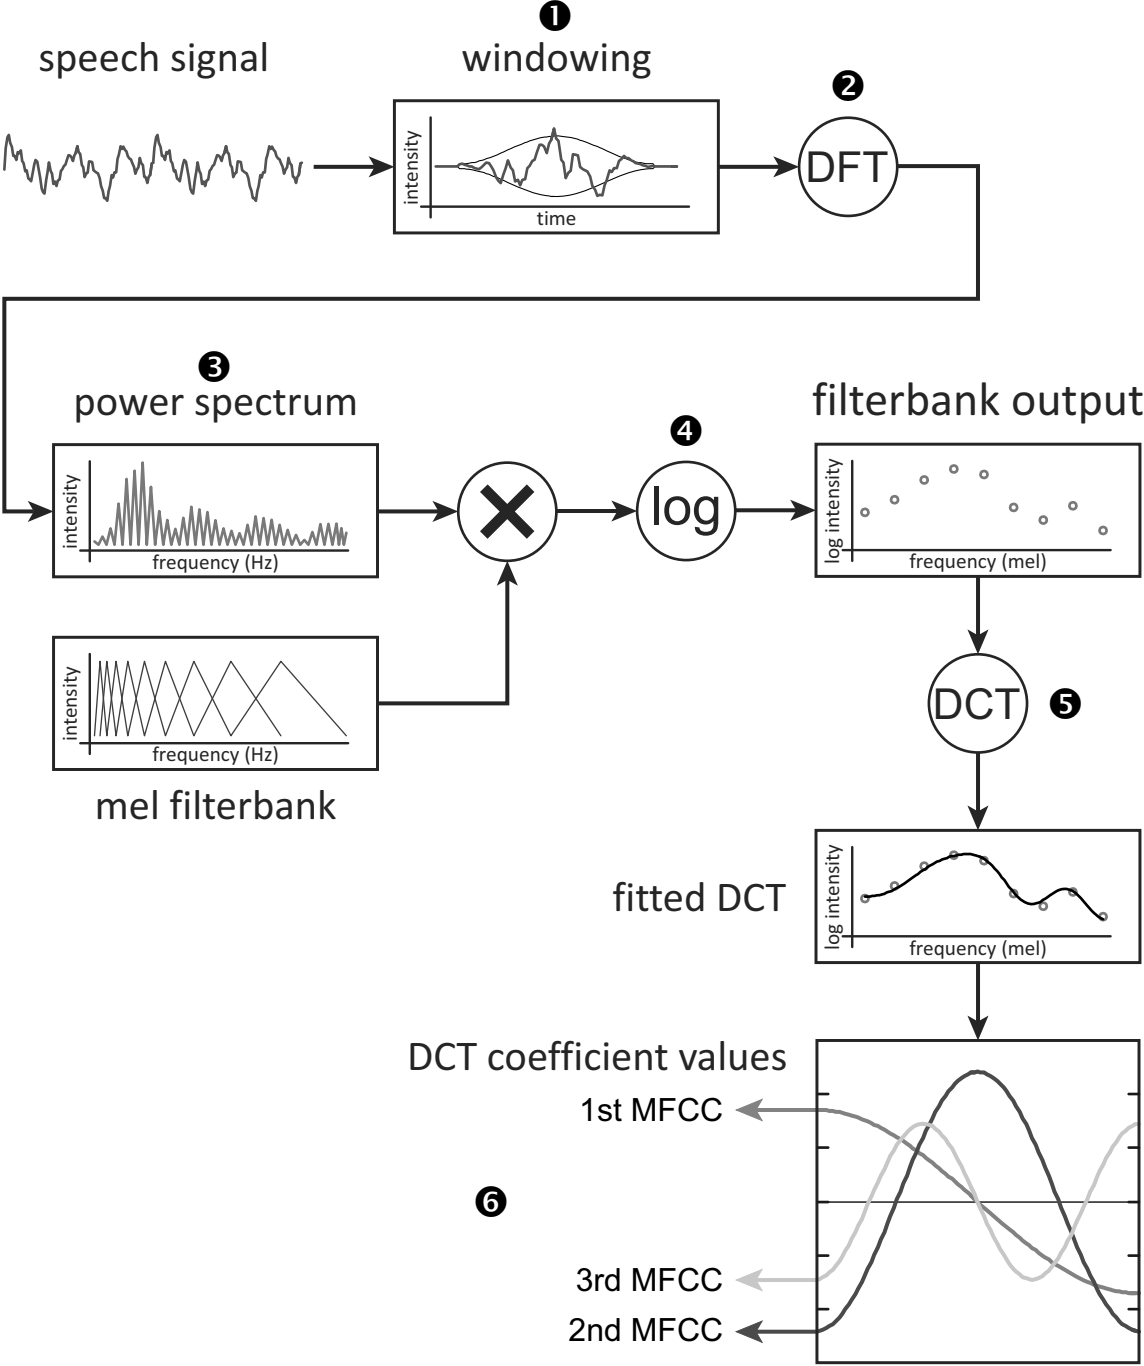 ❶
speech signal
windowing
❷
intensity
time
DFT
❸
power spectrum
filterbank output
❹
intensity
frequency (Hz)
log
log intensity
frequency (mel)
intensity
frequency (Hz)
mel filterbank
DCT
❺
fitted DCT
log intensity
frequency (mel)
DCT coefficient values
1st MFCC
❻
3rd MFCC
2nd MFCC